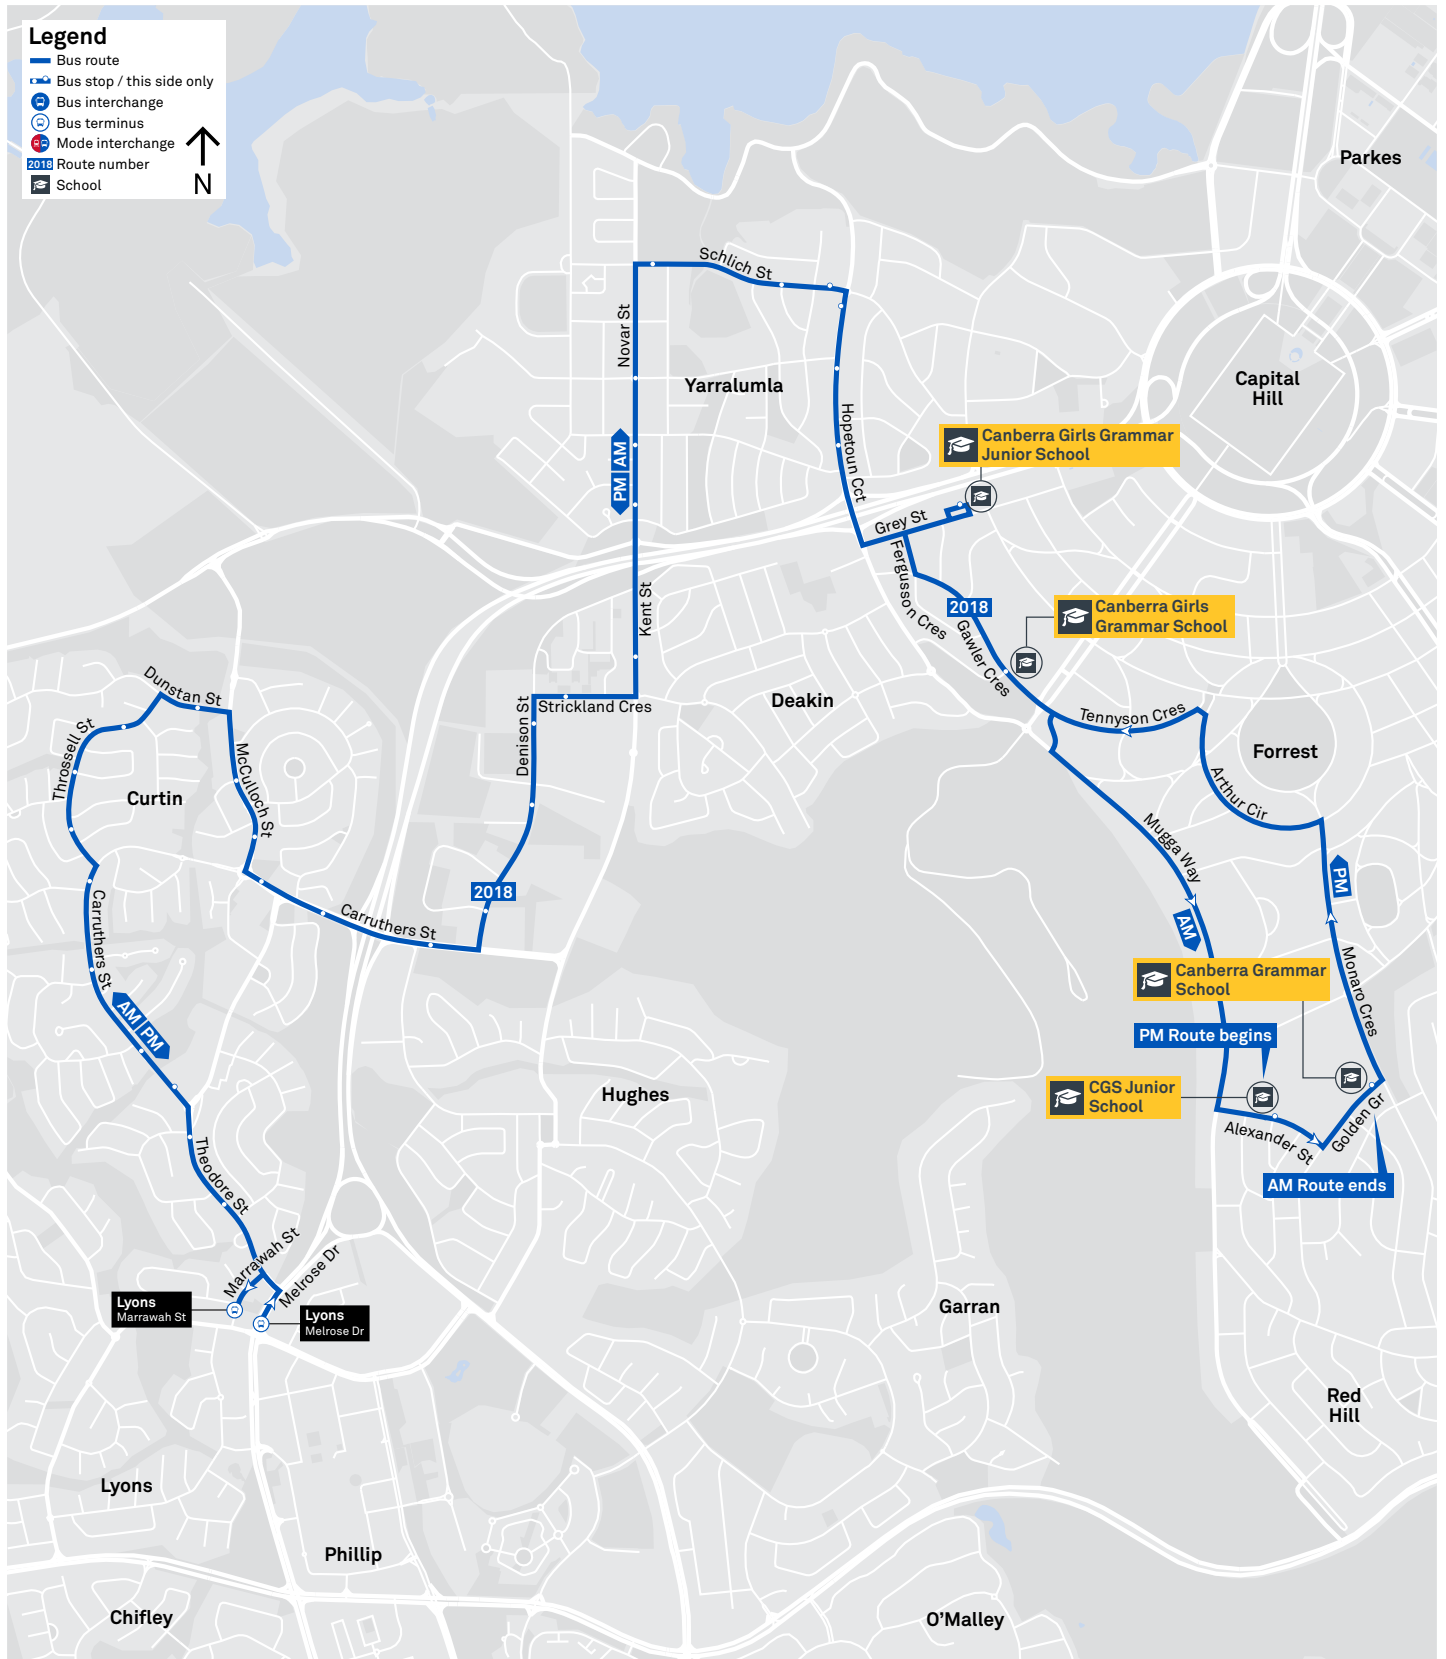 Legend
Bus route
Bus stop / this side only
Bus interchange
Bus terminus
Mode interchange
2018 Route number
School
N
Parkes
Schlich St
Novar St
Yarralumla
Capital
Hill
Hopetoun Cct
Canberra Girls Grammar
Junior School
PM | AM
Grey St
Fergusson Cres
Kent St
2018
Canberra Girls
Grammar School
Gawler Cres
Dunstan St
Denison St
Strickland Cres
Deakin
Tennyson Cres
Throssell St
McCulloch St
Curtin
Forrest
Arthur Cir
Mugga Way
2018
PM
Carruthers St
Carruthers St
AM
Canberra Grammar
School
Monaro Cres
AM | PM
PM Route begins
CGS Junior
School
Hughes
Alexander St
Golden Gr
Theodore St
AM Route ends
Marrawah St
Melrose Dr
Lyons
Marrawah St
Lyons
Melrose Dr
Garran
Red
Hill
Lyons
Phillip
Chifley
O'Malley